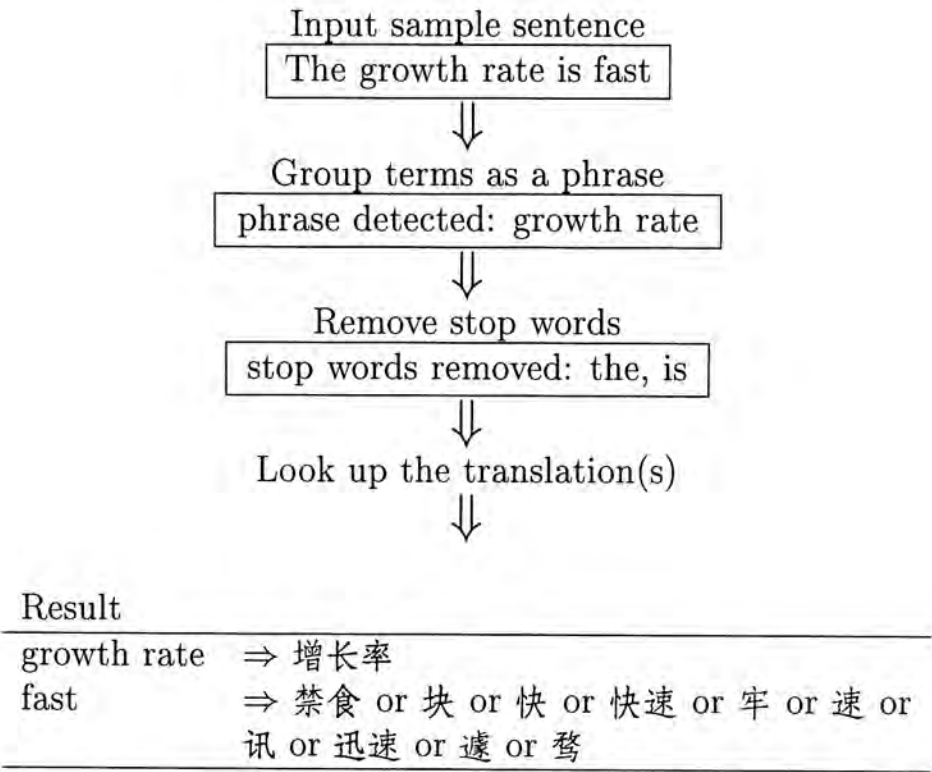 Input sample sentence
The growth rate is fast
⇓
Group terms as a phrase
phrase detected: growth rate
⇓
Remove stop words
stop words removed: the, is
⇓
Look up the translation(s)
⇓
Result
growth rate ⇒ 增长率
fast ⇒ 禁食 or 块 or 快 or 快速 or 牢 or 速 or
讯 or 迅速 or 遽 or 骛